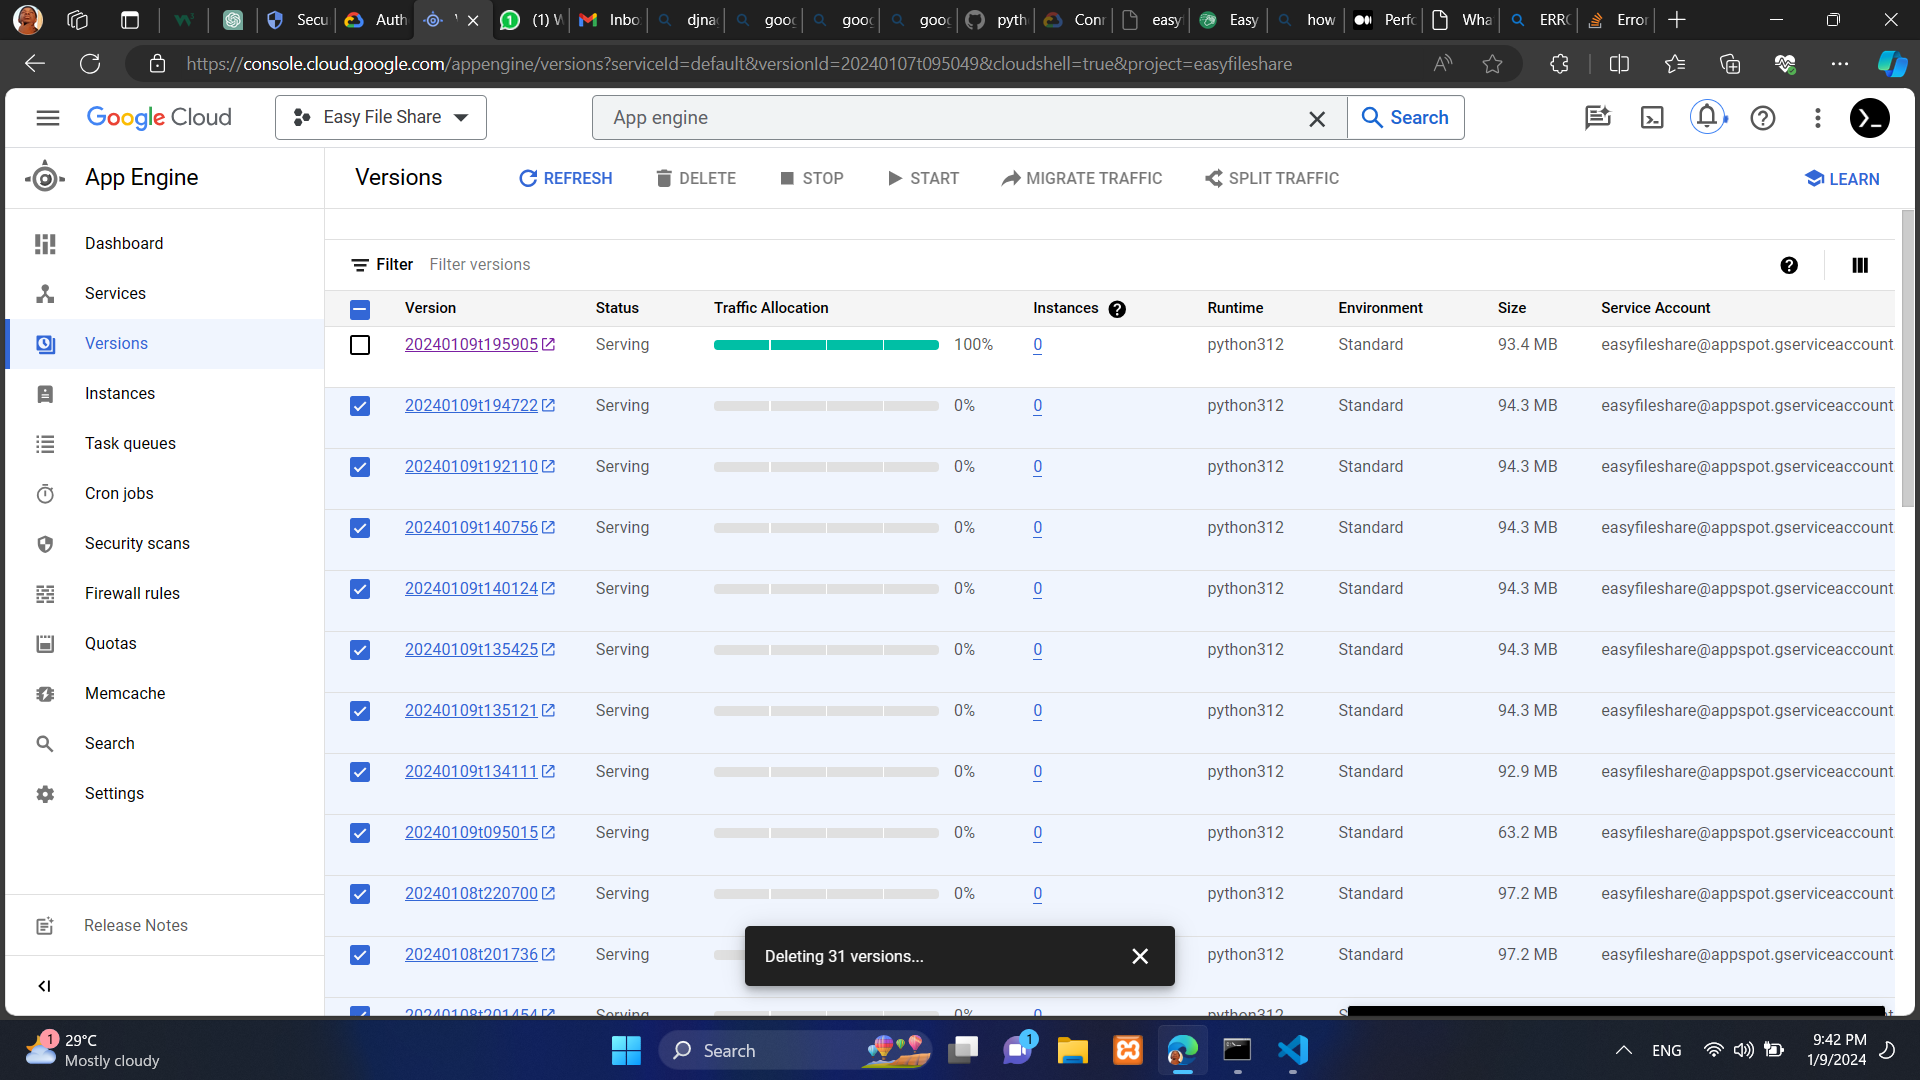 Secu
Auth
(1) W
Inbo
djna
goog
goog
goog
pyth
Conn
easyf
Easy
how
Perfo
Wha
ERRO
Error
https://console.cloud.google.com/appengine/versions?serviceId=default&versionId=20240107t095049&cloudshell=true&project=easyfileshare
Google Cloud
Easy File Share
App engine
Search
App Engine
Versions
REFRESH
DELETE
STOP
START
MIGRATE TRAFFIC
SPLIT TRAFFIC
LEARN
Dashboard
Services
Versions
Instances
Task queues
Cron jobs
Security scans
Firewall rules
Quotas
Memcache
Search
Settings
Release Notes
Filter Filter versions
Version Status Traffic Allocation Instances Runtime Environment Size Service Account
20240109t195905 Serving 100% 0 python312 Standard 93.4 MB easyfileshare@appspot.gserviceaccount
20240109t194722 Serving 0% 0 python312 Standard 94.3 MB easyfileshare@appspot.gserviceaccount
20240109t192110 Serving 0% 0 python312 Standard 94.3 MB easyfileshare@appspot.gserviceaccount
20240109t140756 Serving 0% 0 python312 Standard 94.3 MB easyfileshare@appspot.gserviceaccount
20240109t140124 Serving 0% 0 python312 Standard 94.3 MB easyfileshare@appspot.gserviceaccount
20240109t135425 Serving 0% 0 python312 Standard 94.3 MB easyfileshare@appspot.gserviceaccount
20240109t135121 Serving 0% 0 python312 Standard 94.3 MB easyfileshare@appspot.gserviceaccount
20240109t134111 Serving 0% 0 python312 Standard 92.9 MB easyfileshare@appspot.gserviceaccount
20240109t095015 Serving 0% 0 python312 Standard 63.2 MB easyfileshare@appspot.gserviceaccount
20240108t220700 Serving 0% 0 python312 Standard 97.2 MB easyfileshare@appspot.gserviceaccount
20240108t201736 Serving python312 Standard 97.2 MB easyfileshare@appspot.gserviceaccount
20240108t201454 Serving 0% 0 python312
Deleting 31 versions...
1
29°C
Mostly cloudy
Search
1
ENG
9:42 PM
1/9/2024